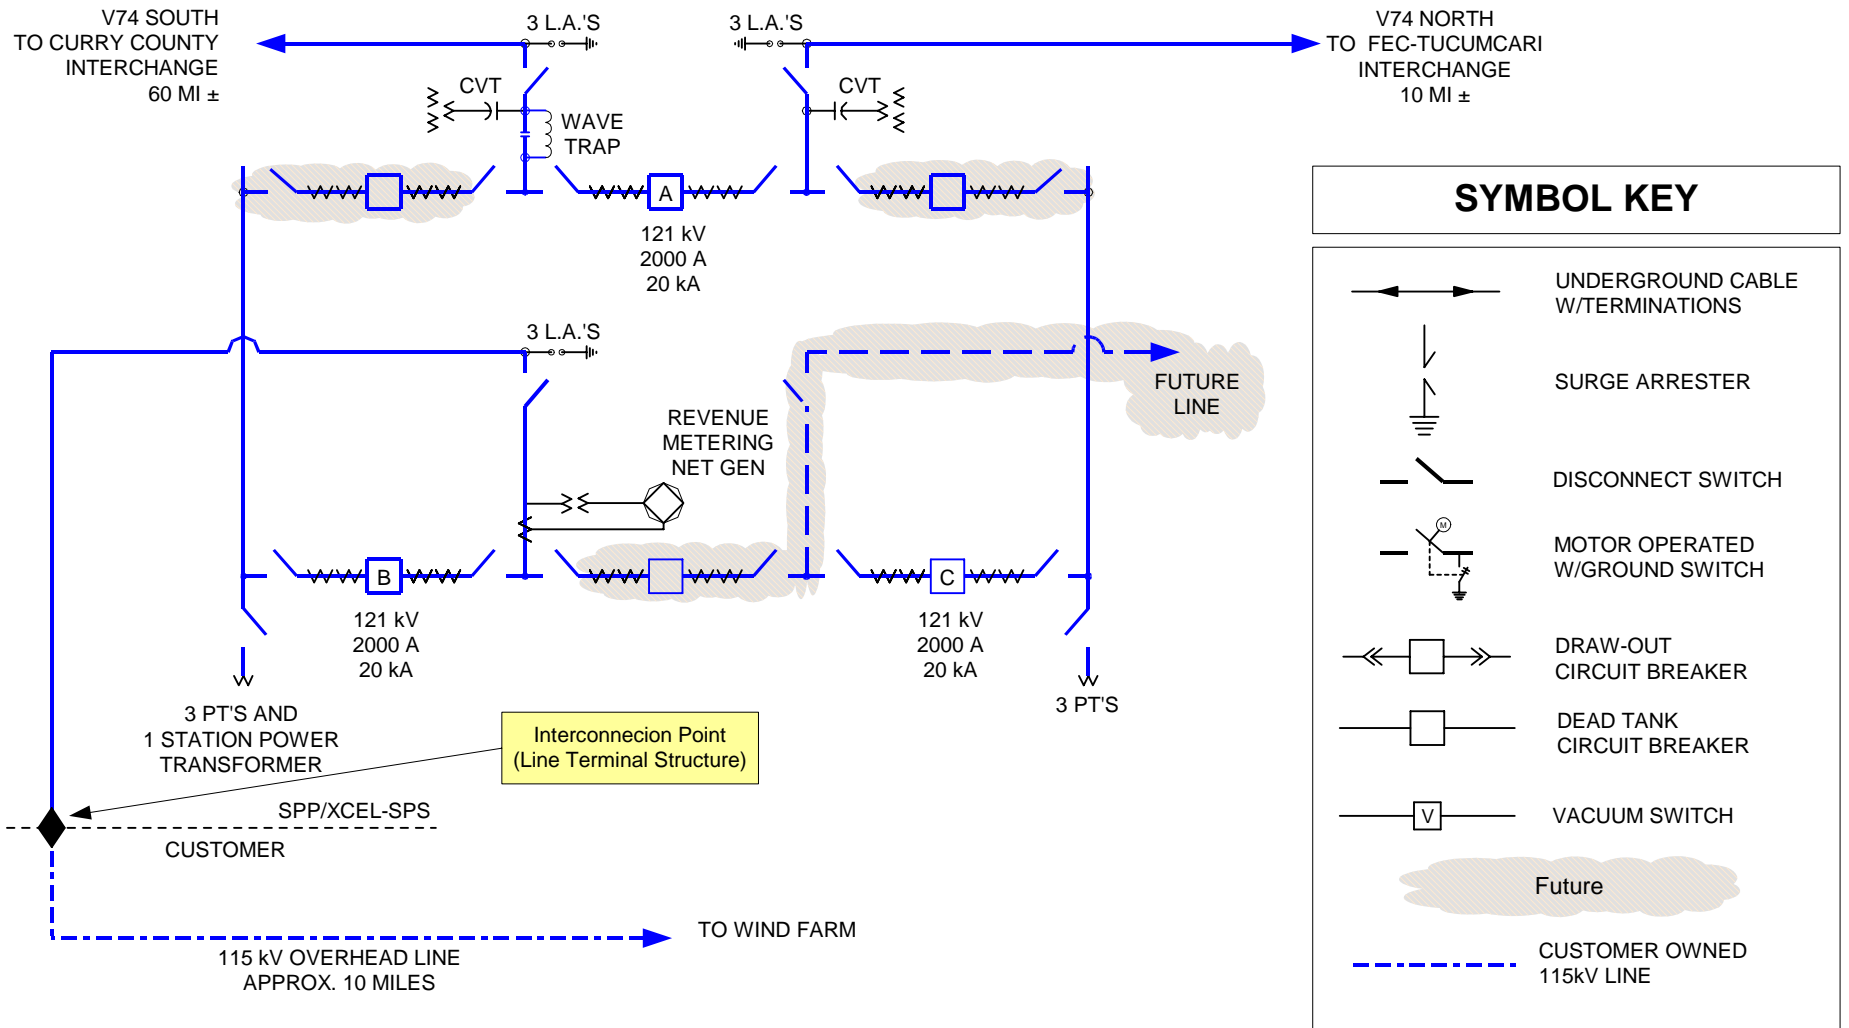 V74 SOUTH
TO CURRY COUNTY
INTERCHANGE
60 MI ±
3 L.A.'S
3 L.A.'S
V74 NORTH
TO FEC-TUCUMCARI
INTERCHANGE
10 MI ±
CVT
WAVE
TRAP
CVT
A
121 kV
2000 A
20 kA
3 L.A.'S
FUTURE
LINE
REVENUE
METERING
NET GEN
B
121 kV
2000 A
20 kA
C
121 kV
2000 A
20 kA
3 PT'S AND
1 STATION POWER
TRANSFORMER
3 PT'S
Interconnecion Point
(Line Terminal Structure)
SPP/XCEL-SPS
CUSTOMER
TO WIND FARM
115 kV OVERHEAD LINE
APPROX. 10 MILES
SYMBOL KEY
UNDERGROUND CABLE
W/TERMINATIONS
SURGE ARRESTER
DISCONNECT SWITCH
M
MOTOR OPERATED
W/GROUND SWITCH
DRAW-OUT
CIRCUIT BREAKER
DEAD TANK
CIRCUIT BREAKER
V
VACUUM SWITCH
Future
CUSTOMER OWNED
115kV LINE